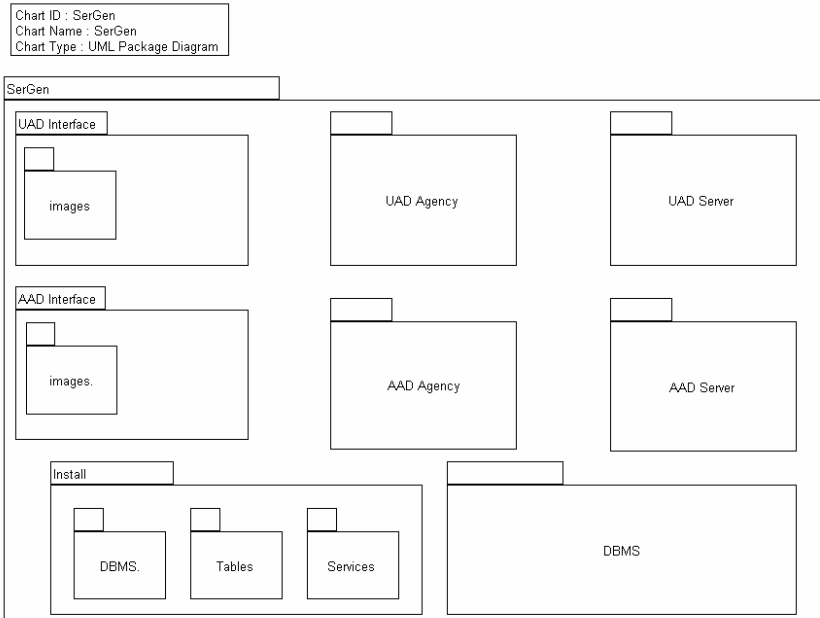 Chart ID : SerGen
Chart Name : SerGen
Chart Type : UML Package Diagram
SerGen
UAD Interface
images
UAD Agency
UAD Server
AAD Interface
images.
AAD Agency
AAD Server
Install
DBMS.
Tables
Services
DBMS